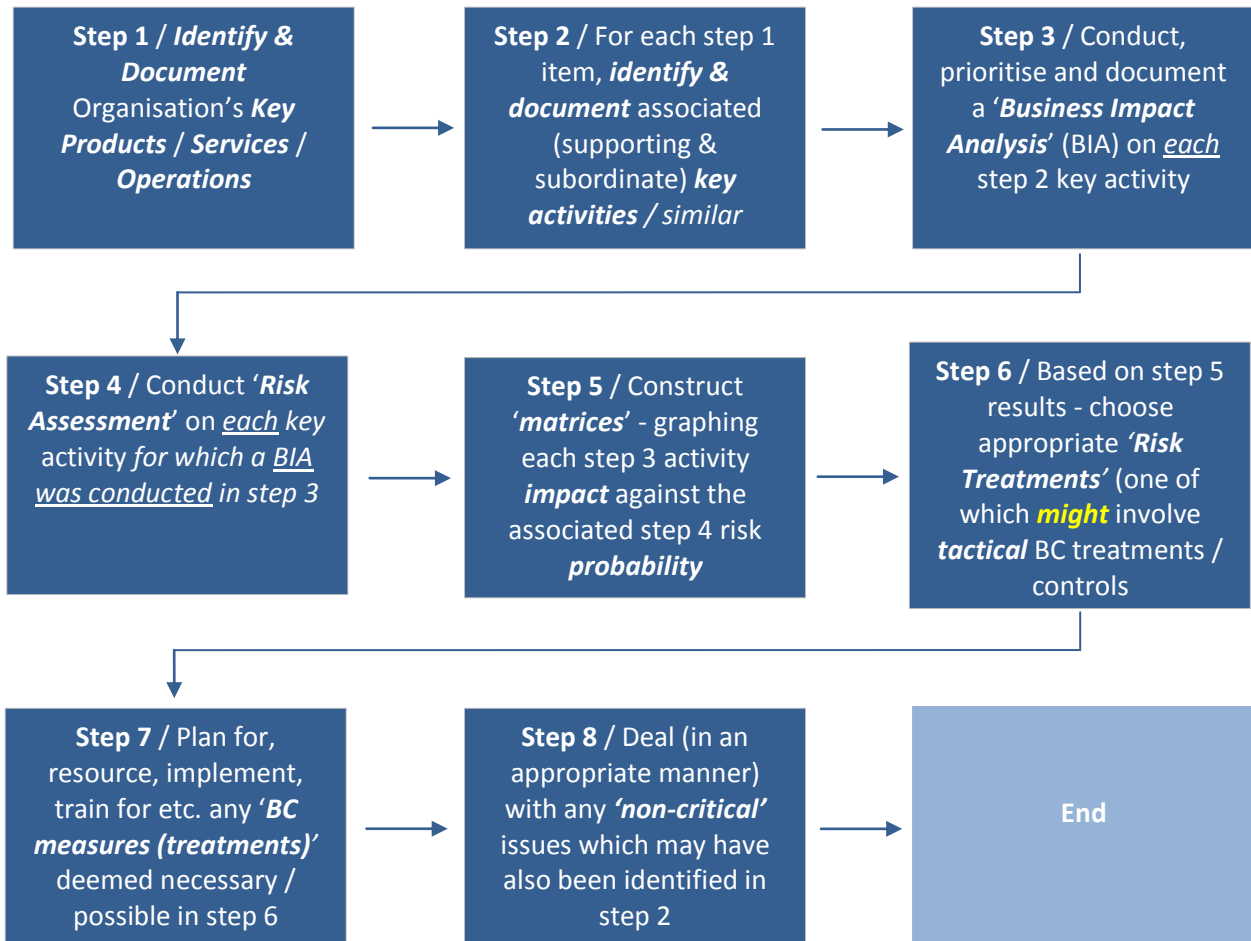 Step 1 / Identify &
Document
Organisation’s Key
Products / Services /
Operations
Step 2 / For each step 1
item, identify &
document associated
(supporting &
subordinate) key
activities / similar
Step 3 / Conduct,
prioritise and document
a ‘Business Impact
Analysis’ (BIA) on each
step 2 key activity
Step 4 / Conduct ‘Risk
Assessment’ on each key
activity for which a BIA
was conducted in step 3
Step 5 / Construct
‘matrices’ - graphing
each step 3 activity
impact against the
associated step 4 risk
probability
Step 6 / Based on step 5
results - choose
appropriate ‘Risk
Treatments’ (one of
which might involve
tactical BC treatments /
controls
Step 7 / Plan for,
resource, implement,
train for etc. any ‘BC
measures (treatments)’
deemed necessary /
possible in step 6
Step 8 / Deal (in an
appropriate manner)
with any ‘non-critical’
issues which may have
also been identified in
step 2
End